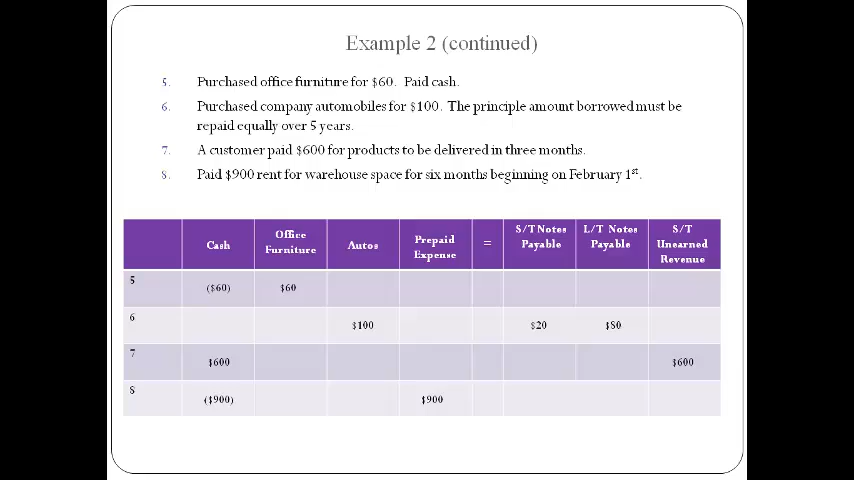 Example 2 (continued)
5. Purchased office furniture for $60. Paid cash.
6. Purchased company automobiles for $100. The principle amount borrowed must be
repaid equally over 5 years.
7. A customer paid $600 for products to be delivered in three months.
8. Paid $900 rent for warehouse space for six months beginning on February 1st.
Cash Office Furniture Autos Prepaid Expense = S/T Notes Payable L/T Notes Payable S/T Unearned Revenue
5 ($60) $60
6 $100 $20 $80
7 $600 $600
8 ($900) $900